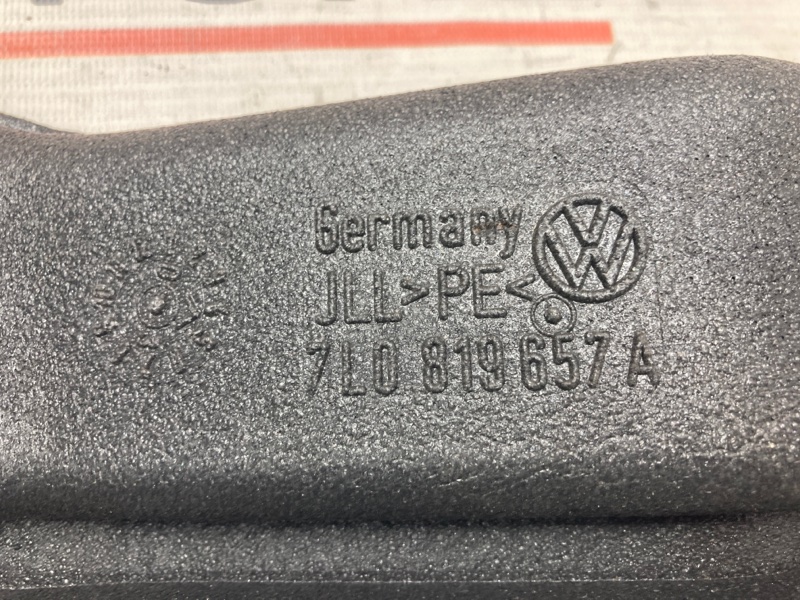 Germany
JLL >PE<
7L0 819 657 A